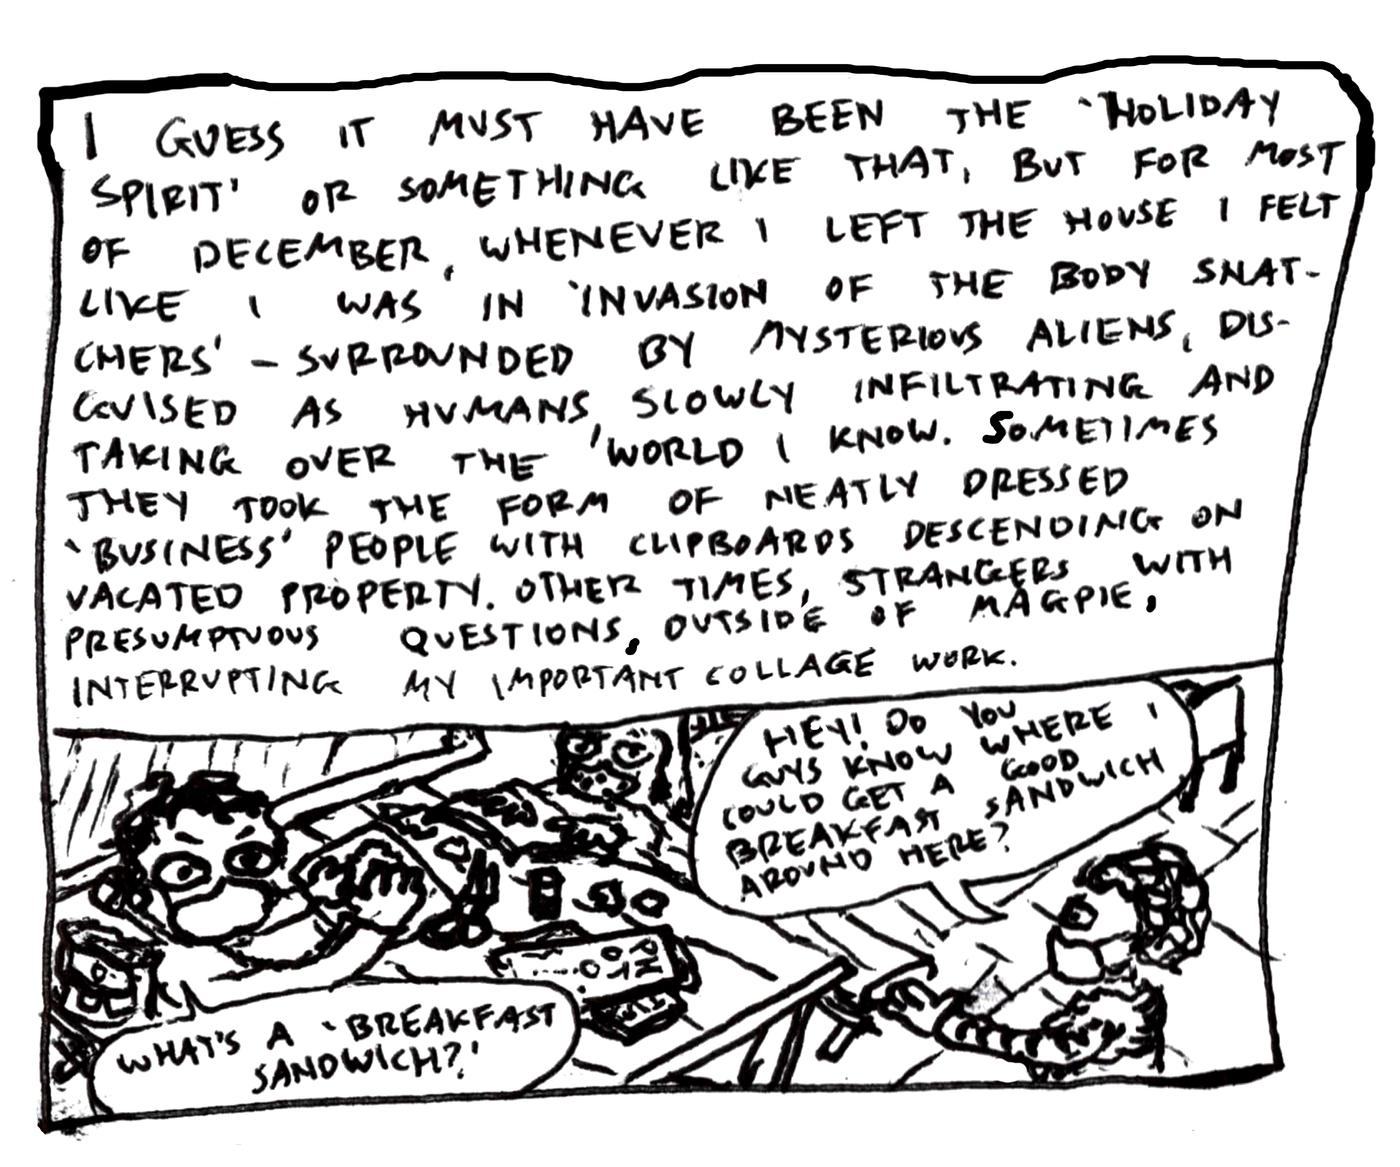 I GUESS IT MUST HAVE BEEN THE 'HOLIDAY
SPIRIT' OR SOMETHING LIKE THAT, BUT FOR MOST
OF DECEMBER, WHENEVER I LEFT THE HOUSE I FELT
LIKE I WAS IN 'INVASION OF THE BODY SNAT-
CHERS' – SURROUNDED BY MYSTERIOUS ALIENS, DIS-
GUISED AS HUMANS, SLOWLY INFILTRATING AND
TAKING OVER THE 'WORLD I KNOW. SOMETIMES
THEY TOOK THE FORM OF NEATLY DRESSED
'BUSINESS' PEOPLE WITH CLIPBOARDS DESCENDING ON
VACATED PROPERTY. OTHER TIMES, STRANGERS WITH
PRESUMPTUOUS QUESTIONS, OUTSIDE OF MAGPIE,
INTERRUPTING MY IMPORTANT COLLAGE WORK.
HEY! DO YOU
GUYS KNOW WHERE I
COULD GET A GOOD
BREAKFAST SANDWICH
AROUND HERE?
WHAT'S A 'BREAKFAST
SANDWICH?'